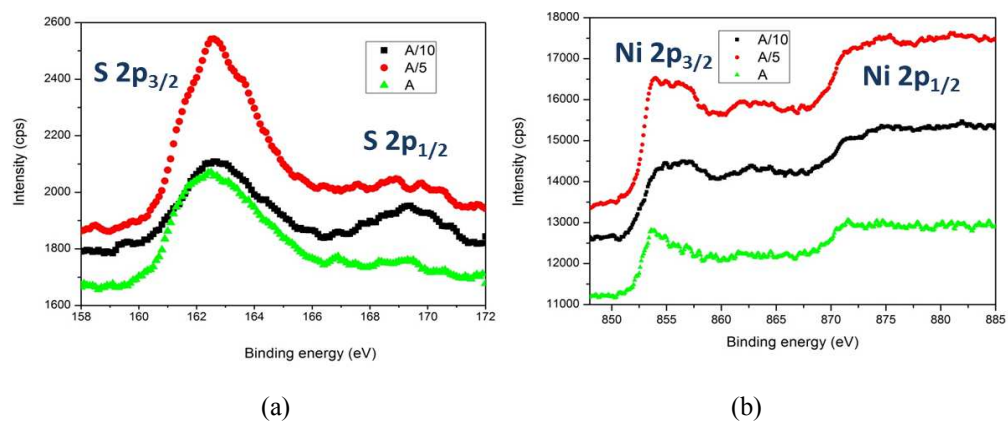 2600
2400
2200
2000
1800
1600
Intensity (cps)
S 2p3/2
A/10
A/5
A
S 2p1/2
158 160 162 164 166 168 170 172
Binding energy (eV)
(a)
18000
17000
16000
15000
14000
13000
12000
11000
Intensity (cps)
Ni 2p3/2
A/10
A/5
A
Ni 2p1/2
850 855 860 865 870 875 880 885
Binding energy (eV)
(b)